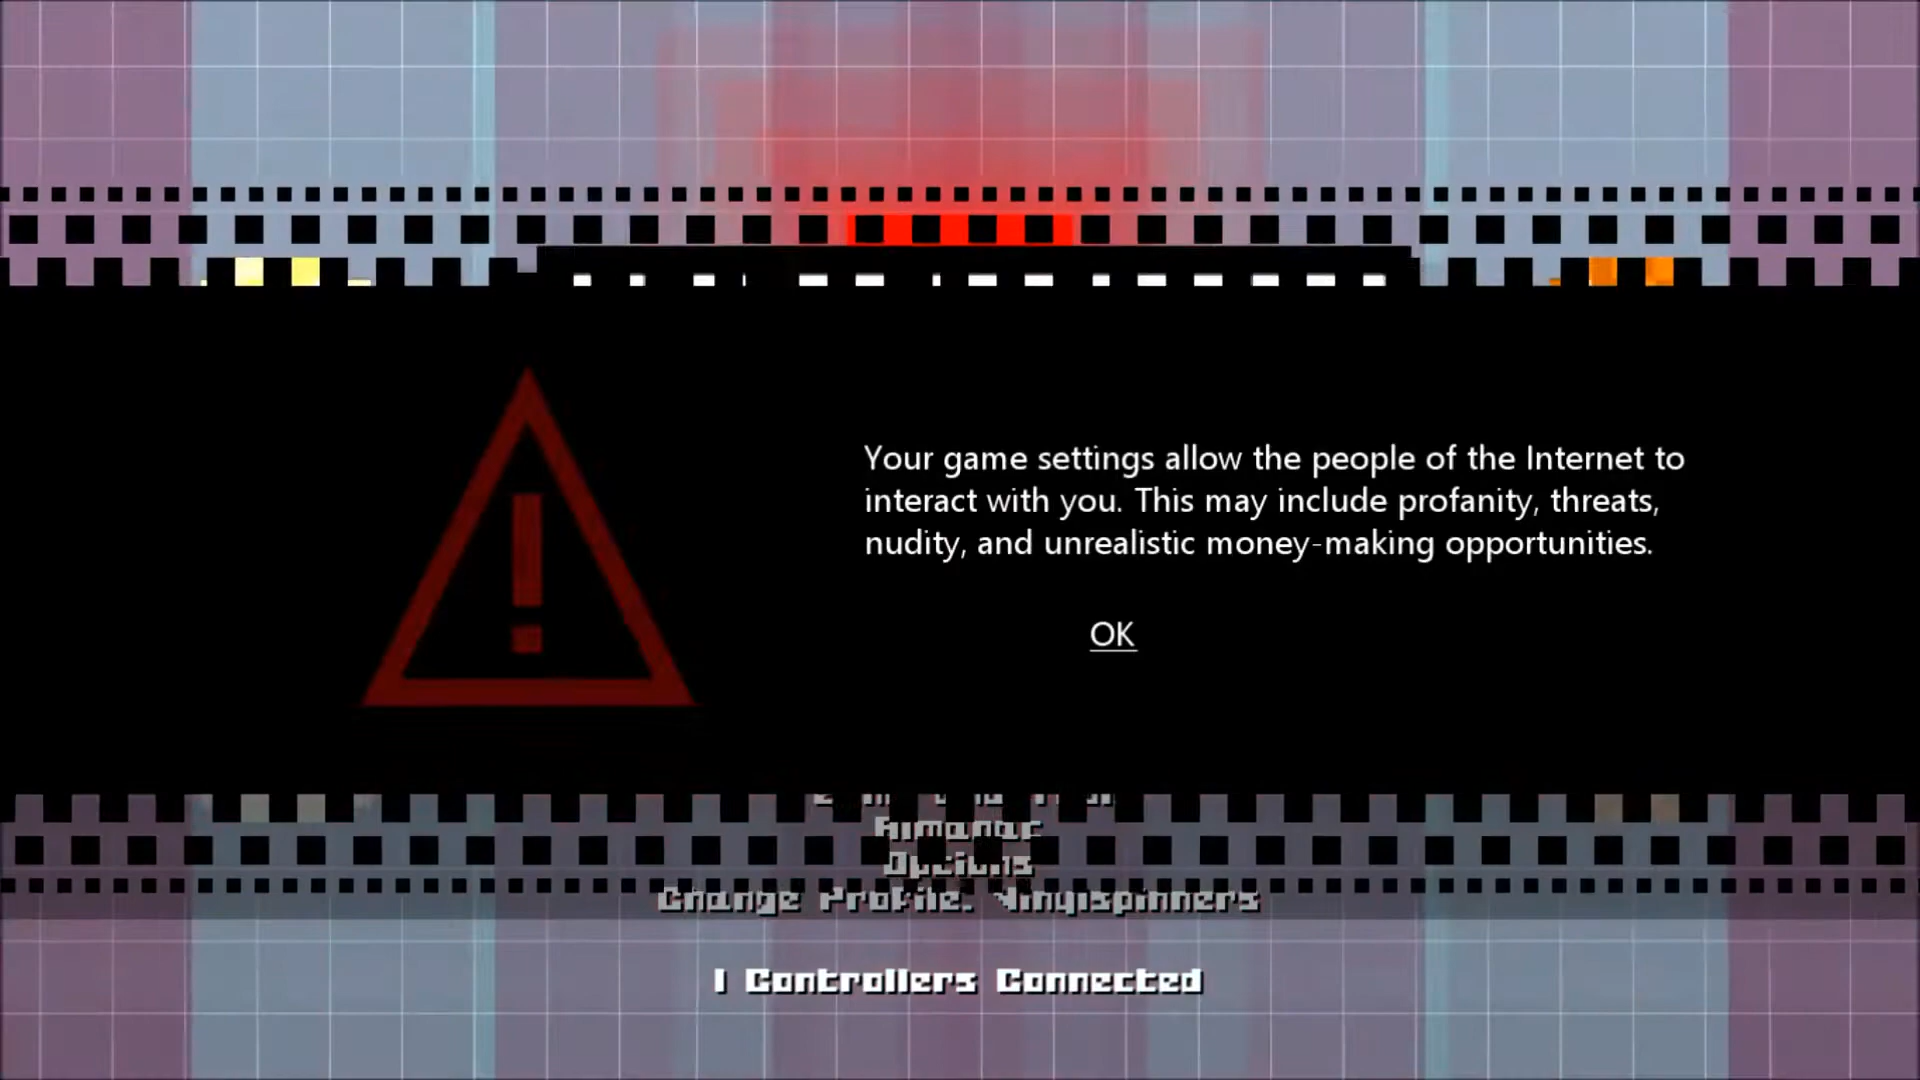 Your game settings allow the people of the Internet to
interact with you. This may include profanity, threats,
nudity, and unrealistic money-making opportunities.
OK
Almanac
Options
Change Profile.
1 Controllers Connected